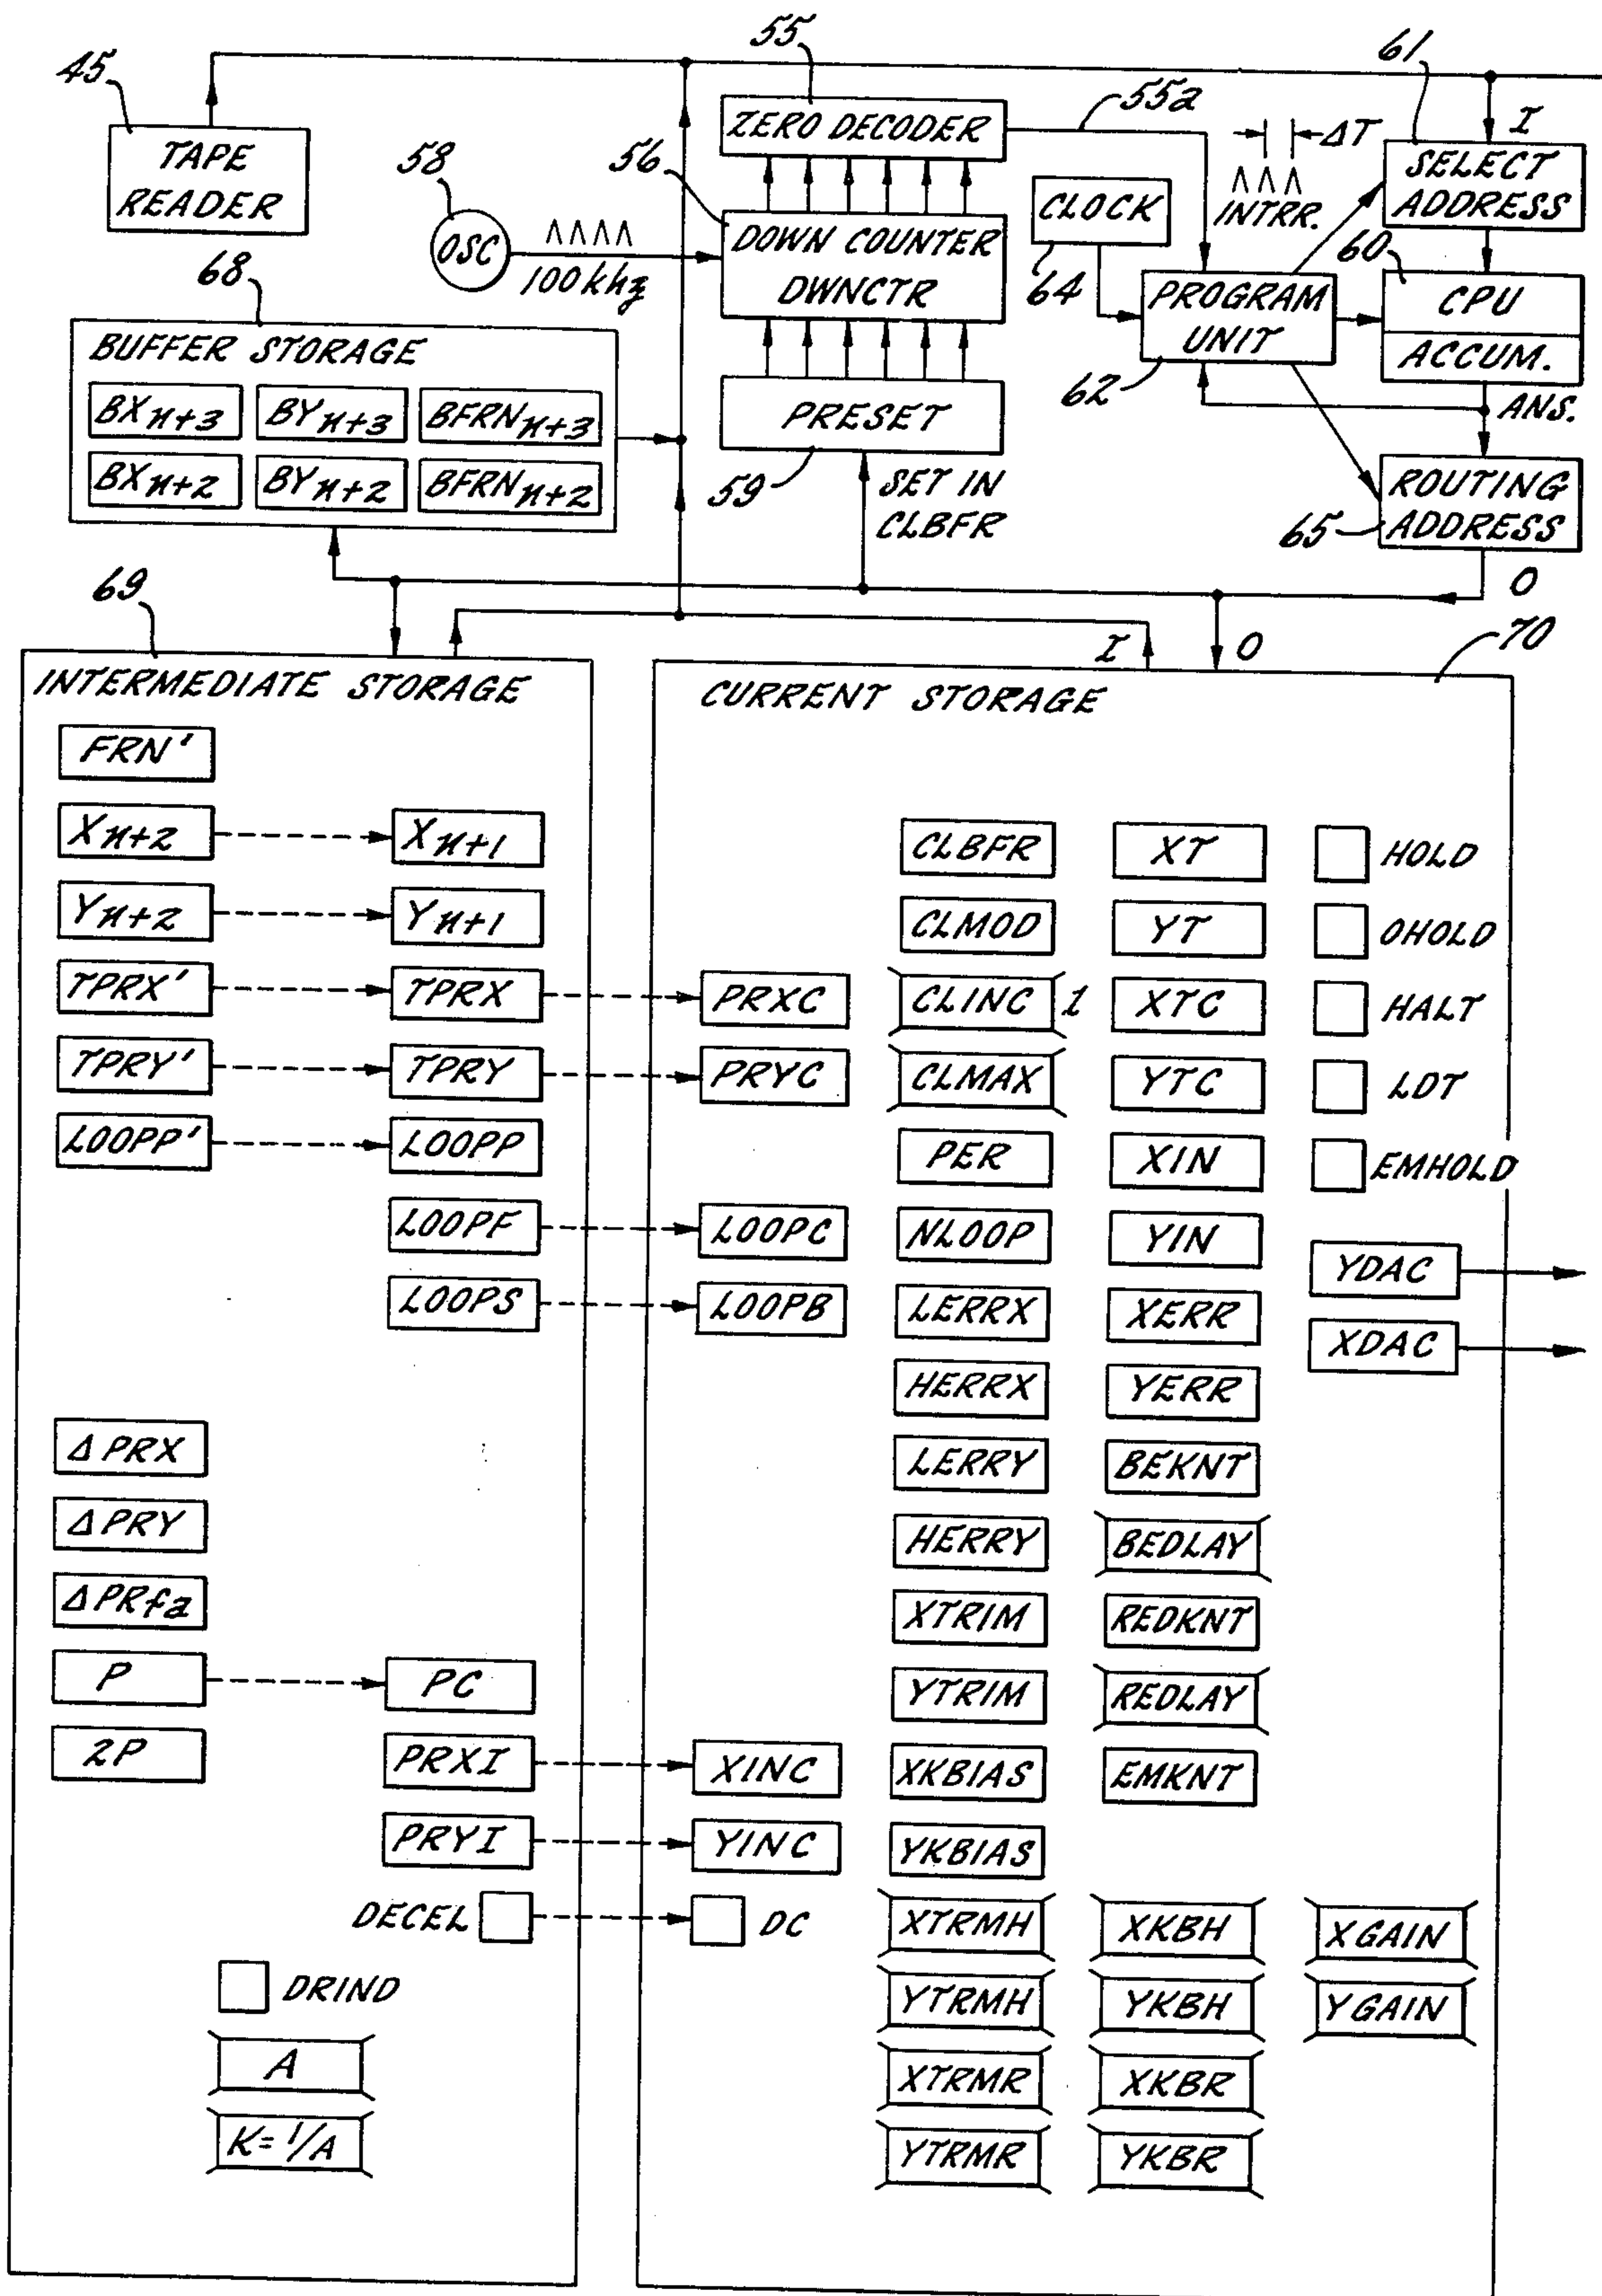 45
TAPE
READER
58
OSC
ΛΛΛΛ
100 khz
55
ZERO DECODER
55a
56
DOWN COUNTER
DWNCTR
PRESET
59
SET IN
CLBFR
CLOCK
64
ΔT
ΛΛΛ
INTRR.
PROGRAM
UNIT
62
61
I
SELECT
ADDRESS
60
CPU
ACCUM.
ANS.
ROUTING
ADDRESS
65
O
68
BUFFER STORAGE
BXn+3 BYn+3 BFRNn+3
BXn+2 BYn+2 BFRNn+2
69
INTERMEDIATE STORAGE
FRN'
Xn+2 Xn+1
Yn+2 Yn+1
TPRX' TPRX
TPRY' TPRY
LOOPP' LOOPP
LOOPF
LOOPS
ΔPRX
ΔPRY
ΔPRfa
P PC
2P
PRXI
PRYI
DECEL
DRIND
A
K=1/A
I
O
70
CURRENT STORAGE
CLBFR XT HOLD
CLMOD YT OHOLD
PRXC CLINC 1 XTC HALT
PRYC CLMAX YTC LDT
PER XIN EMHOLD
LOOPC NLOOP YIN YDAC
LOOPB LERRX XERR XDAC
HERRX YERR
LERRY BEKNT
HERRY BEDLAY
XTRIM REDKNT
YTRIM REDLAY
XINC XKBIAS EMKNT
YINC YKBIAS
DC XTRMH XKBH XGAIN
YTRMH YKBH YGAIN
XTRMR XKBR
YTRMR YKBR